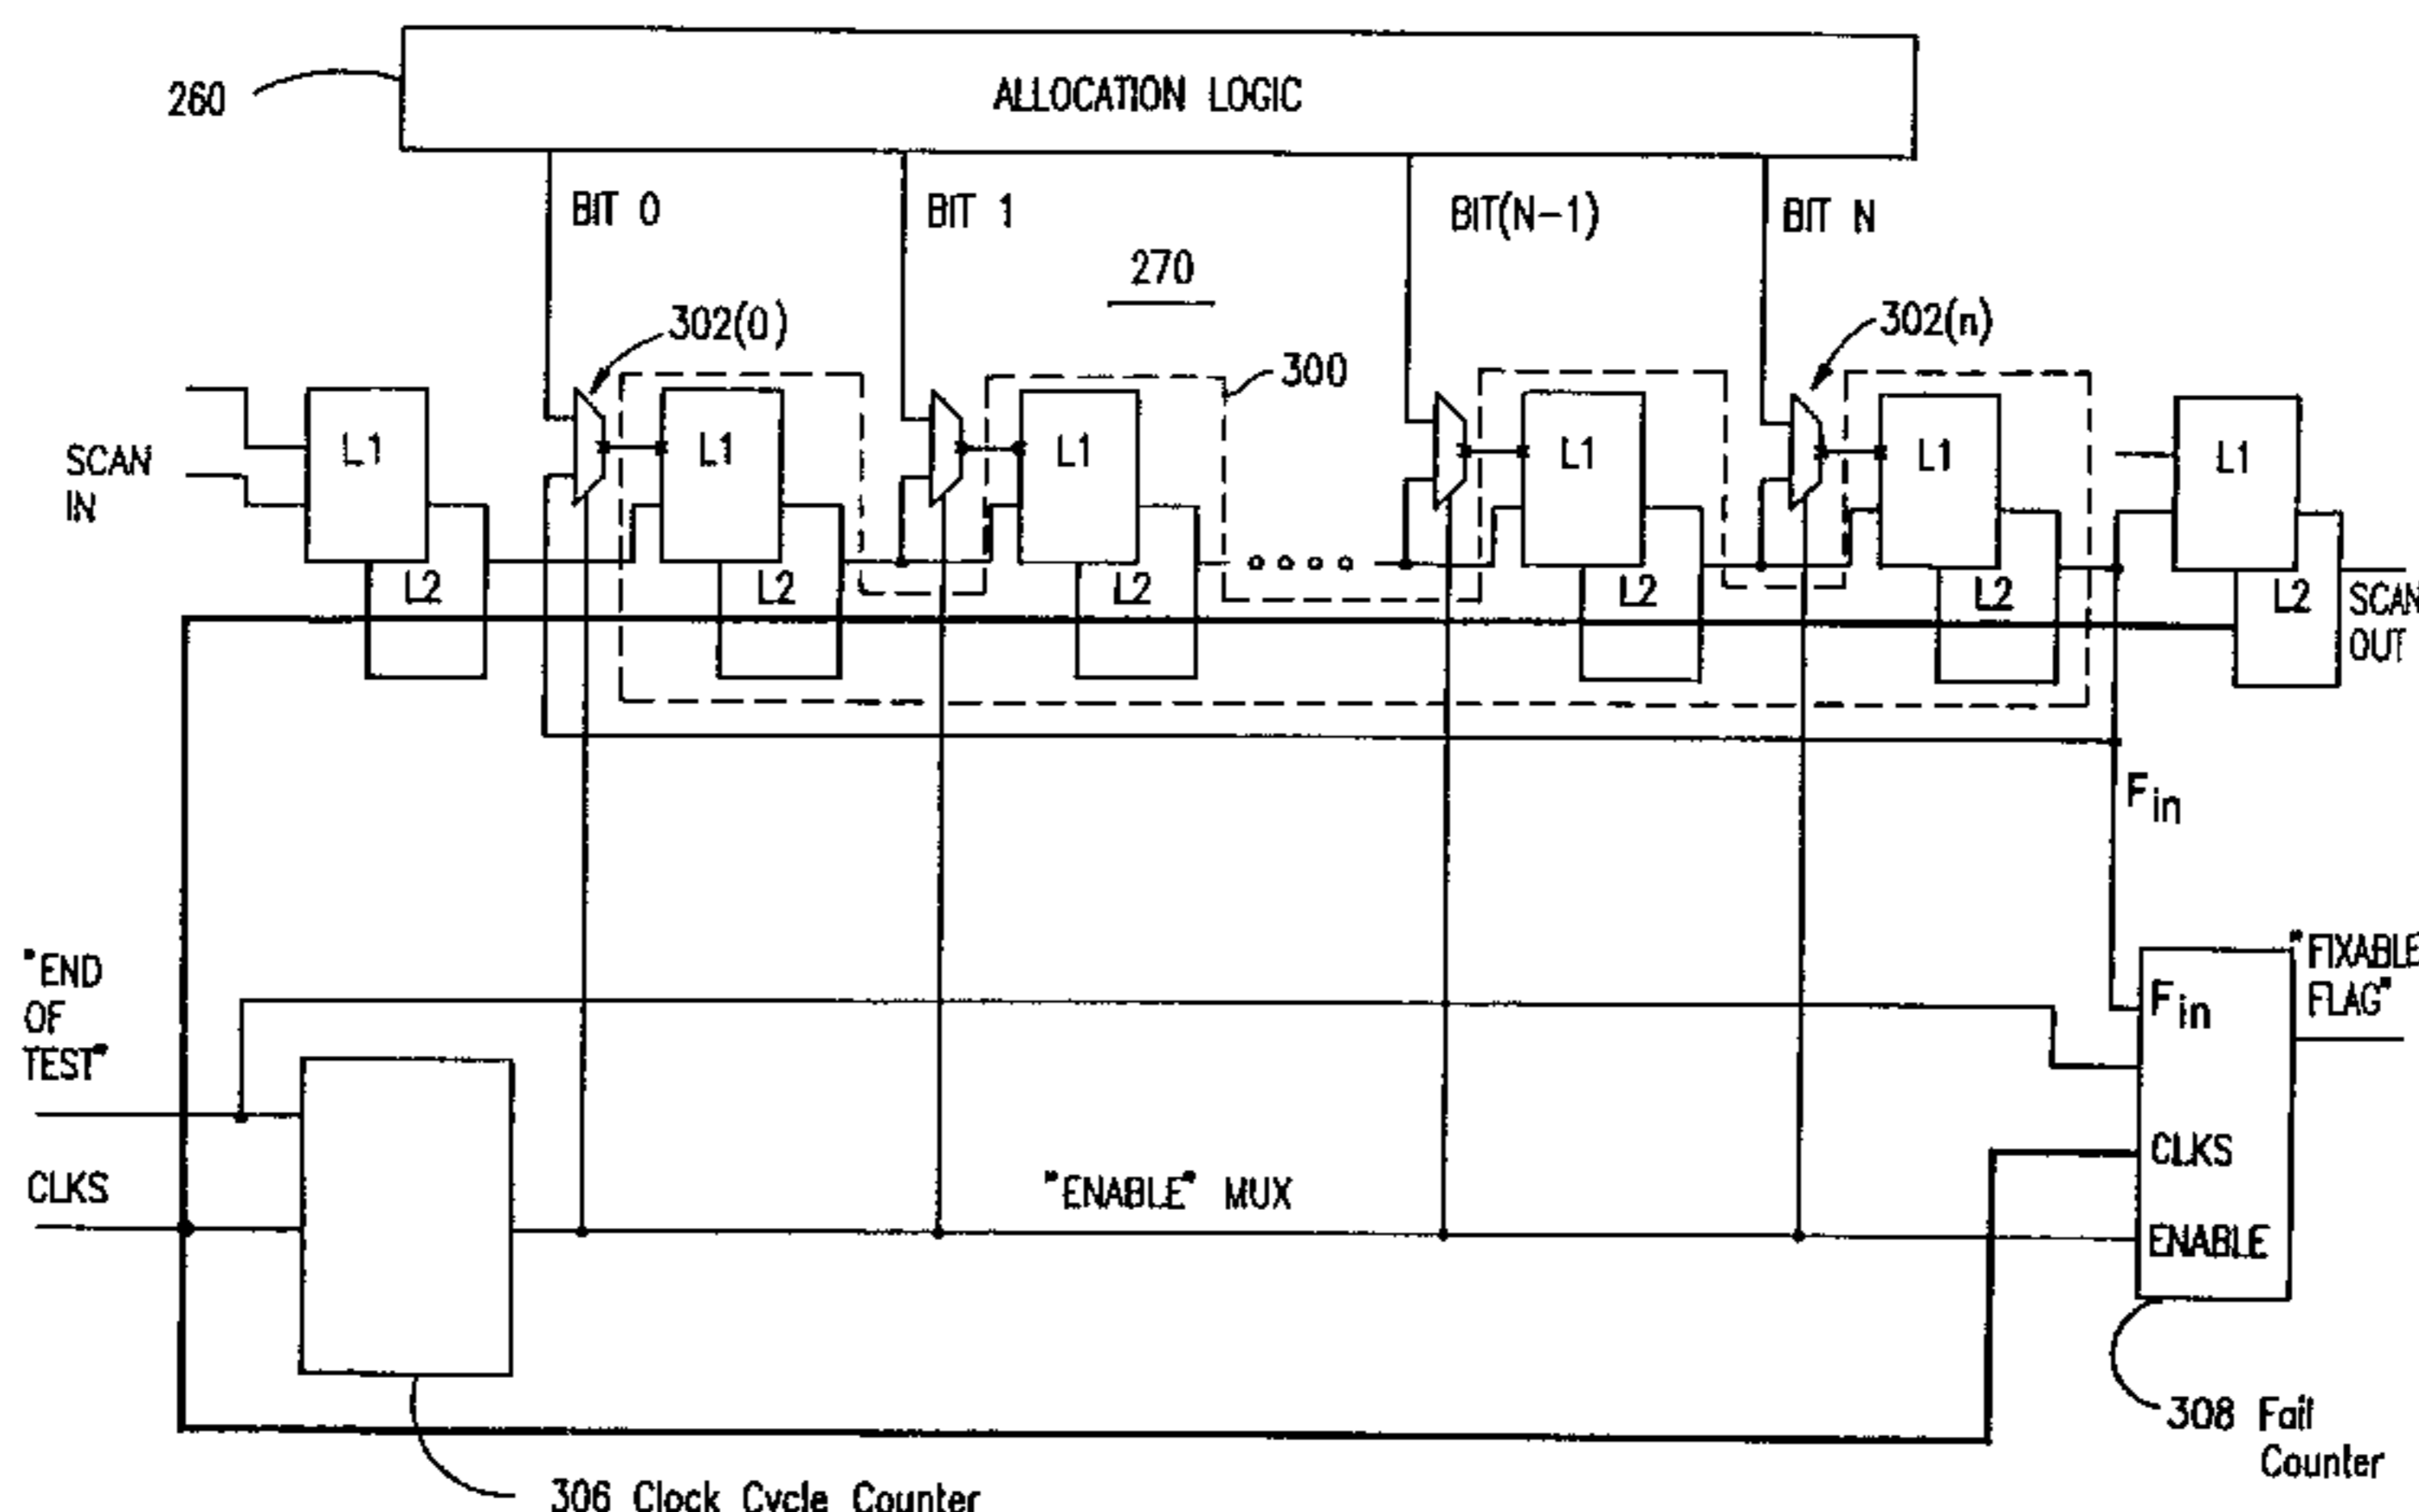 260
ALLOCATION LOGIC
BIT 0
BIT 1
BIT(N-1)
BIT N
270
302(0)
300
302(n)
SCAN
IN
L1
L1
L1
L1
L1
L1
L2
L2
L2
L2
L2
L2
SCAN
OUT
Fin
"END
OF
TEST"
CLKS
"ENABLE" MUX
Fin
CLKS
ENABLE
"FIXABLE
FLAG"
308 Fail
Counter
306 Clock Cycle Counter